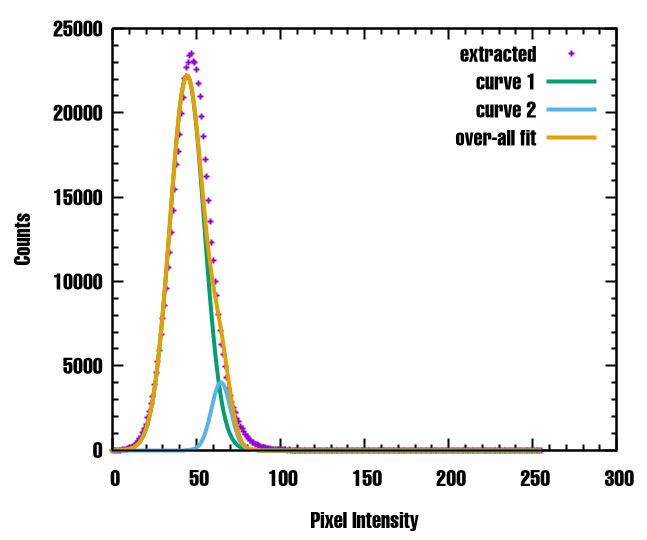 25000
20000
15000
10000
5000
0
Counts
extracted
curve 1
curve 2
over-all fit
0 50 100 150 200 250 300
Pixel Intensity